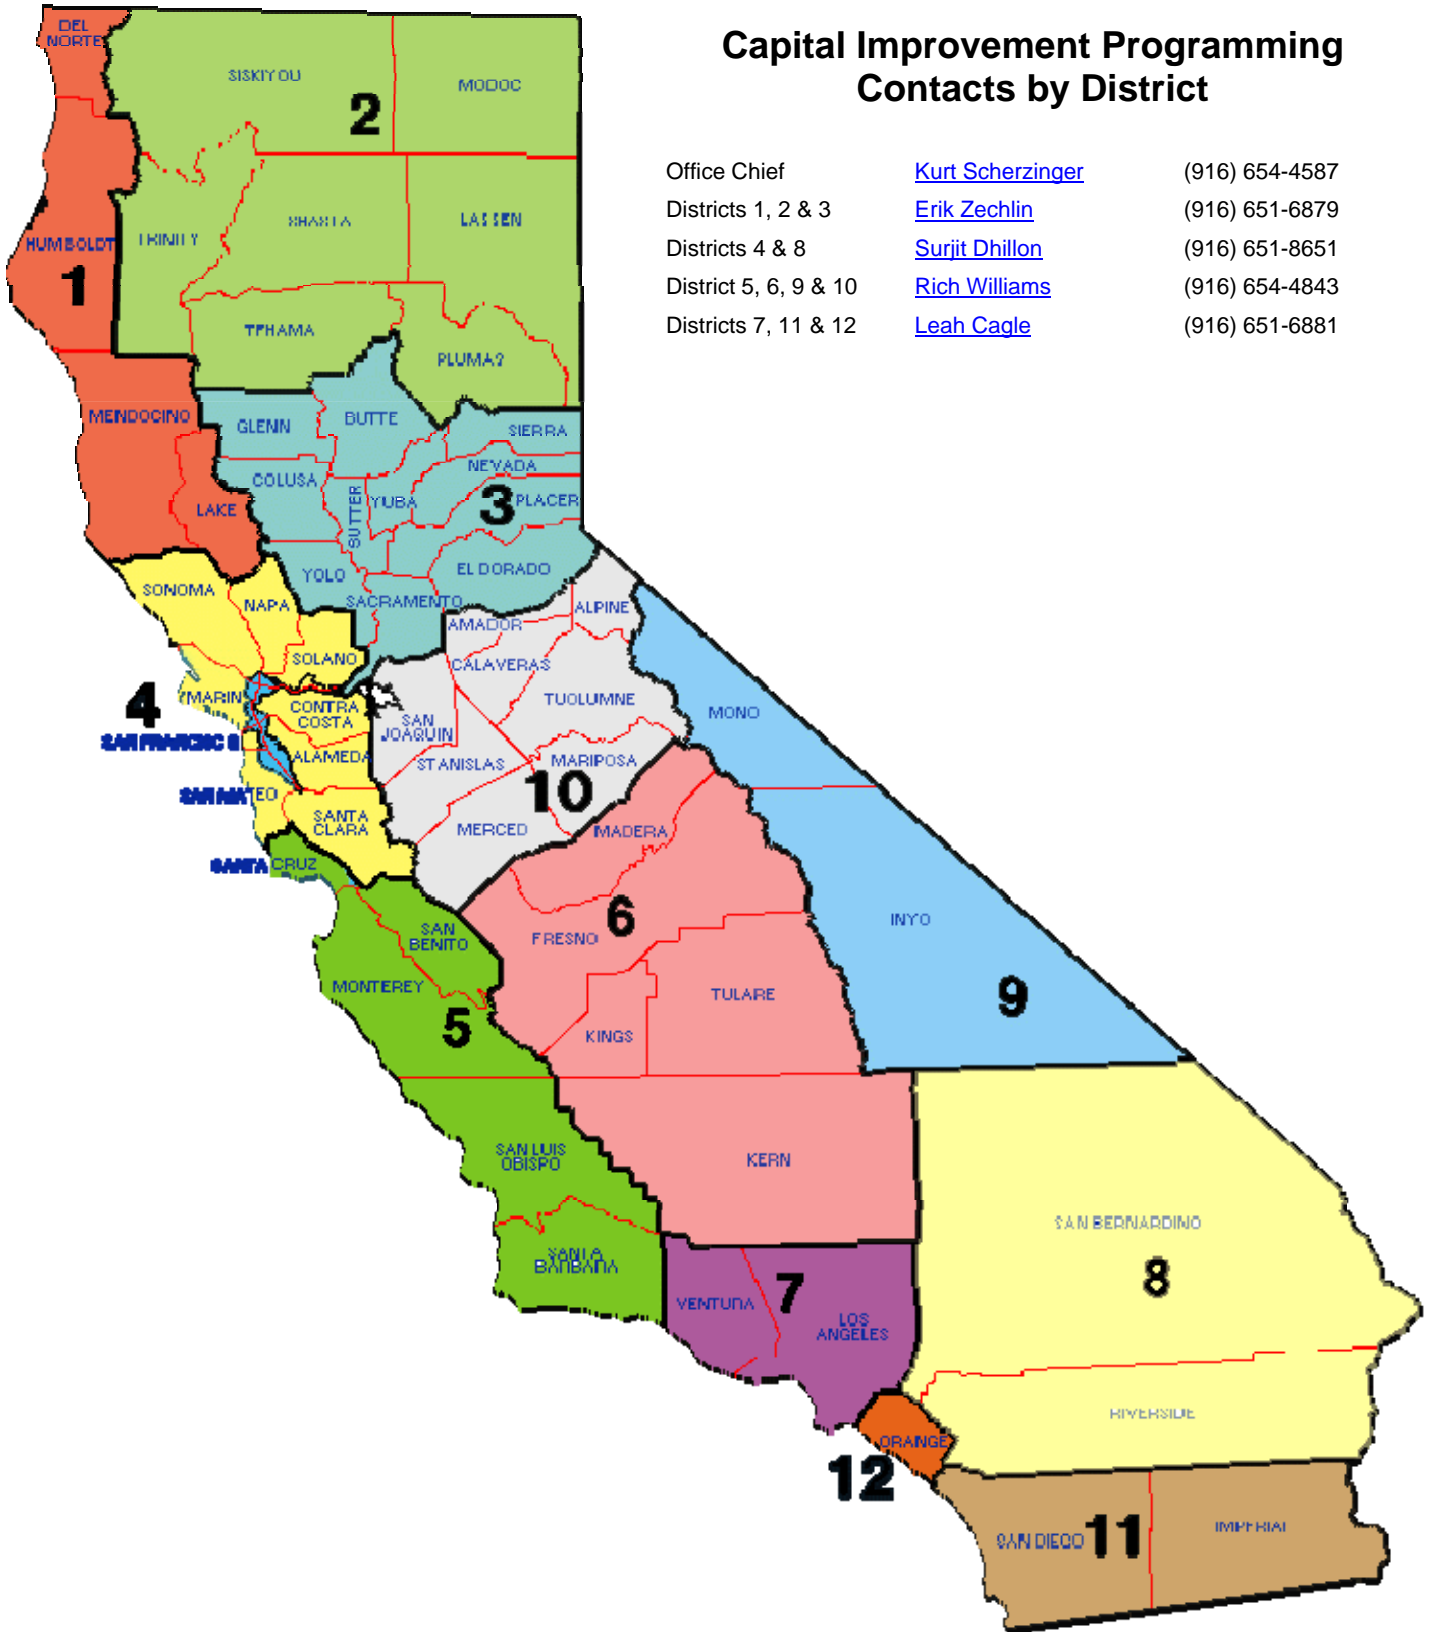 Capital Improvement Programming
Contacts by District
Office Chief Kurt Scherzinger (916) 654-4587
Districts 1, 2 & 3 Erik Zechlin (916) 651-6879
Districts 4 & 8 Surjit Dhillon (916) 651-8651
District 5, 6, 9 & 10 Rich Williams (916) 654-4843
Districts 7, 11 & 12 Leah Cagle (916) 651-6881
DEL
NORTE
SISKIYOU
MODOC
2
HUMBOLDT
1
TRINITY
SHASTA
LASSEN
TEHAMA
PLUMAS
MENDOCINO
LAKE
GLENN
BUTTE
SIERRA
COLUSA
NEVADA
SUTTER
YUBA
3
PLACER
YOLO
EL DORADO
SACRAMENTO
SONOMA
NAPA
SOLANO
MARIN
4
CONTRA
COSTA
SAN FRANCISCO
ALAMEDA
SAN MATEO
SANTA
CLARA
SANTA CRUZ
ALPINE
AMADOR
CALAVERAS
TUOLUMNE
SAN
JOAQUIN
STANISLAS
MARIPOSA
10
MERCED
MONO
MADERA
6
FRESNO
INYO
9
SAN
BENITO
MONTEREY
5
TULARE
KINGS
KERN
SAN LUIS
OBISPO
SANTA
BARBARA
SAN BERNARDINO
8
VENTURA
7
LOS
ANGELES
RIVERSIDE
ORANGE
12
SAN DIEGO
11
IMPERIAL